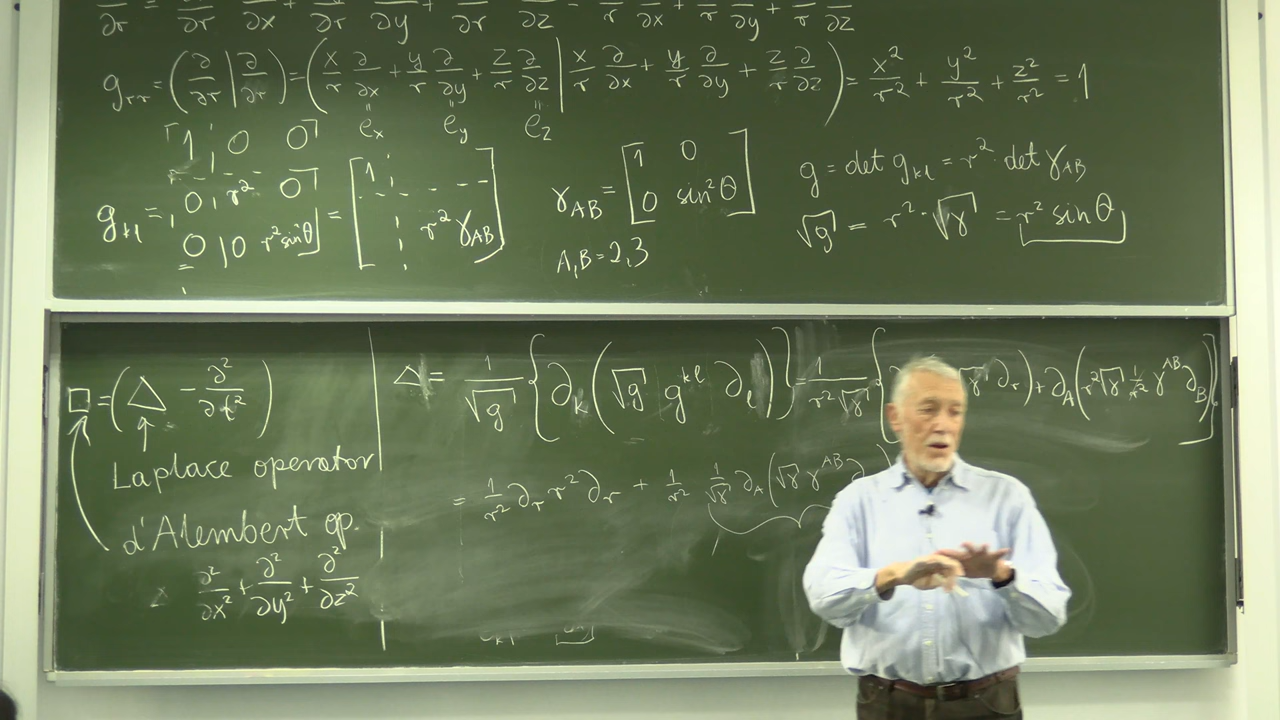 ∂/∂r = ∂x/∂r ∂/∂x + ∂y/∂r ∂/∂y + ∂z/∂r ∂/∂z = x/r ∂/∂x + y/r ∂/∂y + z/r ∂/∂z
g_rr = (∂/∂r | ∂/∂r) = (x/r ∂/∂x + y/r ∂/∂y + z/r ∂/∂z | x/r ∂/∂x + y/r ∂/∂y + z/r ∂/∂z) = x²/r² + y²/r² + z²/r² = 1
e_x e_y e_z
g_kl = [1 0 0; 0 r² 0; 0 0 r² sin²θ] = [1; r² γ_AB]
γ_AB = [1 0; 0 sin²θ]
A,B = 2,3
g = det g_kl = r² · det γ_AB
√g = r² · √γ = r² sin θ
□ = (△ − ∂²/∂t²)
Laplace operator
d'Alembert op.
∂²/∂x² + ∂²/∂y² + ∂²/∂z²
△ = 1/√g {∂_k (√g g^kl ∂_l)} = 1/(r² √γ) { √γ ∂_r) + ∂_A (r² √γ 1/r² γ^AB ∂_B)}
= 1/r² ∂_r r² ∂_r + 1/r² 1/√γ ∂_A (√γ γ^AB ∂